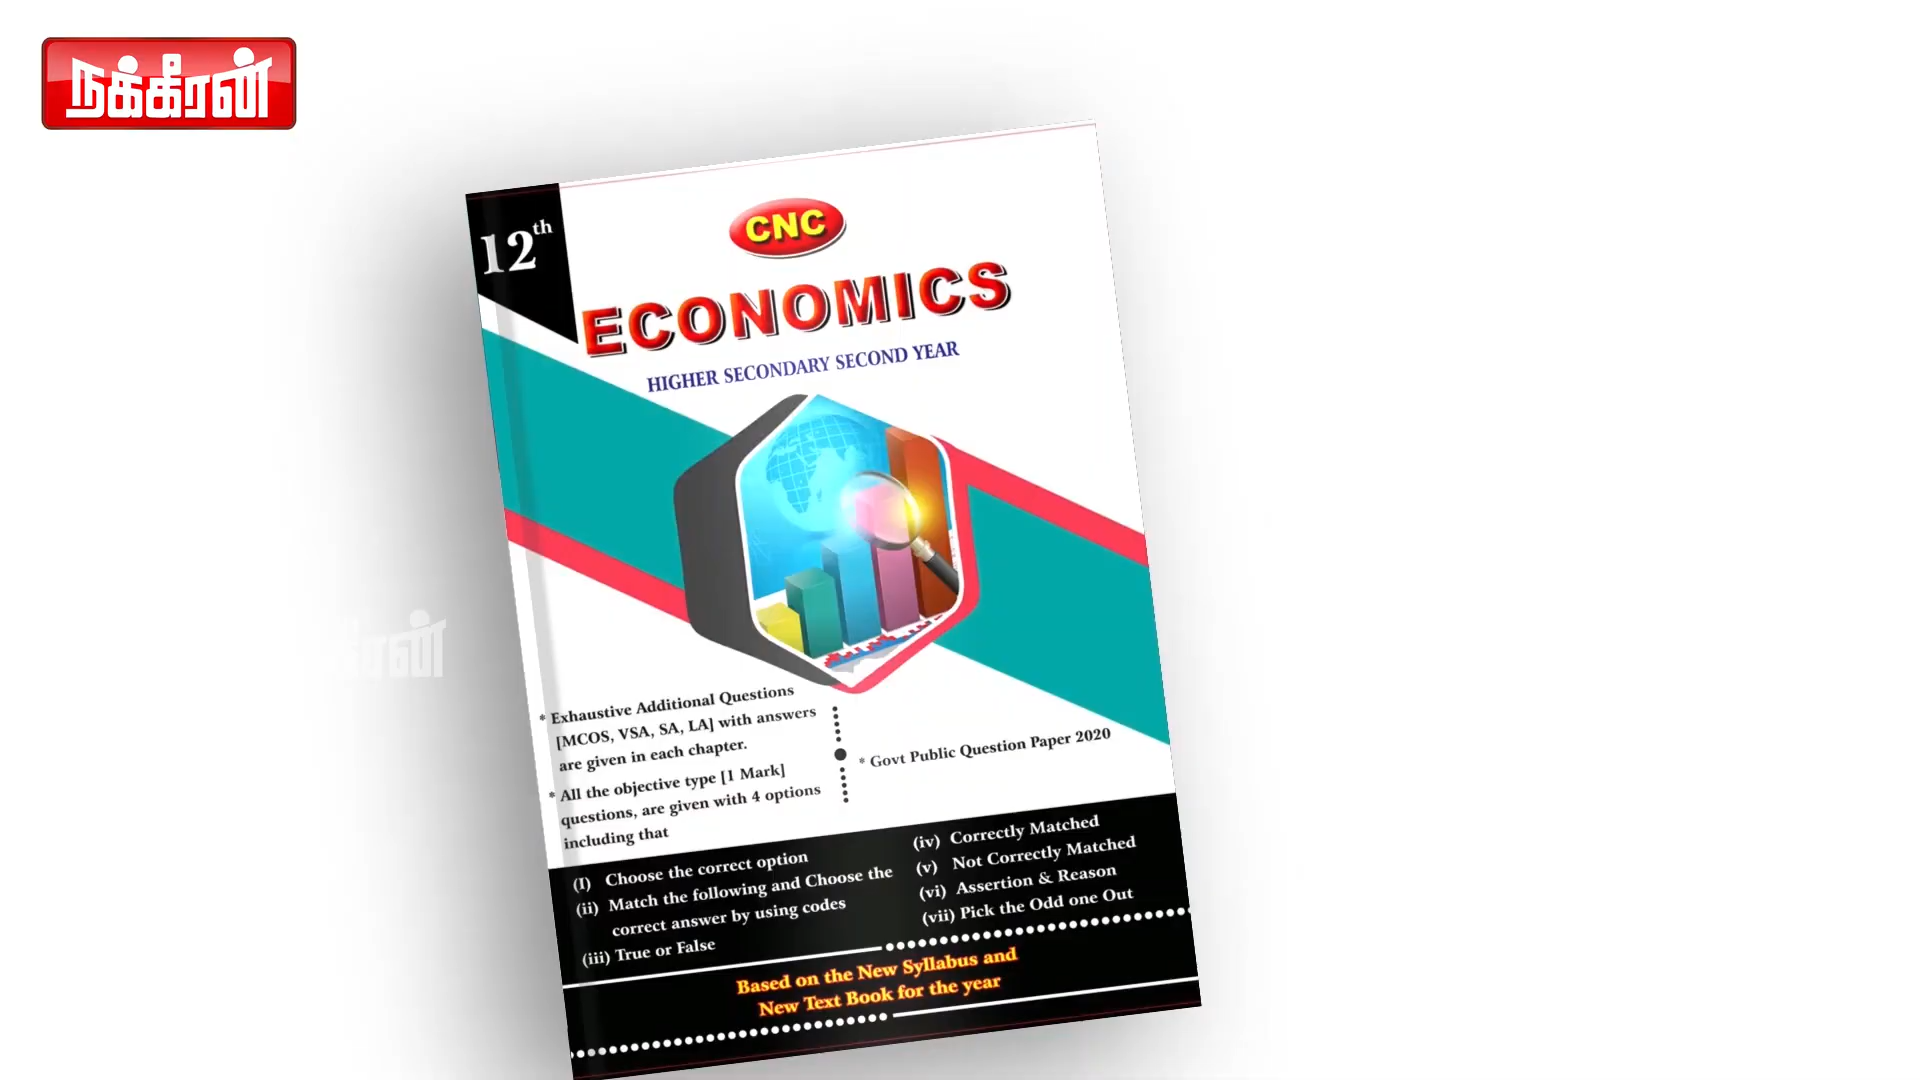 நக்கீரன்
12th
CNC
ECONOMICS
HIGHER SECONDARY SECOND YEAR
* Exhaustive Additional Questions
[MCOS, VSA, SA, LA] with answers
are given in each chapter.
* All the objective type [1 Mark]
questions, are given with 4 options
including that
* Govt Public Question Paper 2020
(I) Choose the correct option
(ii) Match the following and Choose the
correct answer by using codes
(iii) True or False
(iv) Correctly Matched
(v) Not Correctly Matched
(vi) Assertion & Reason
(vii) Pick the Odd one Out
Based on the New Syllabus and
New Text Book for the year